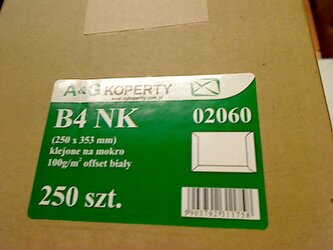 A&G KOPERTY
www.agkoperty.com.pl
B4 NK
02060
(250 x 353 mm)
klejone na mokro
100g/m² offset biały
250 szt.